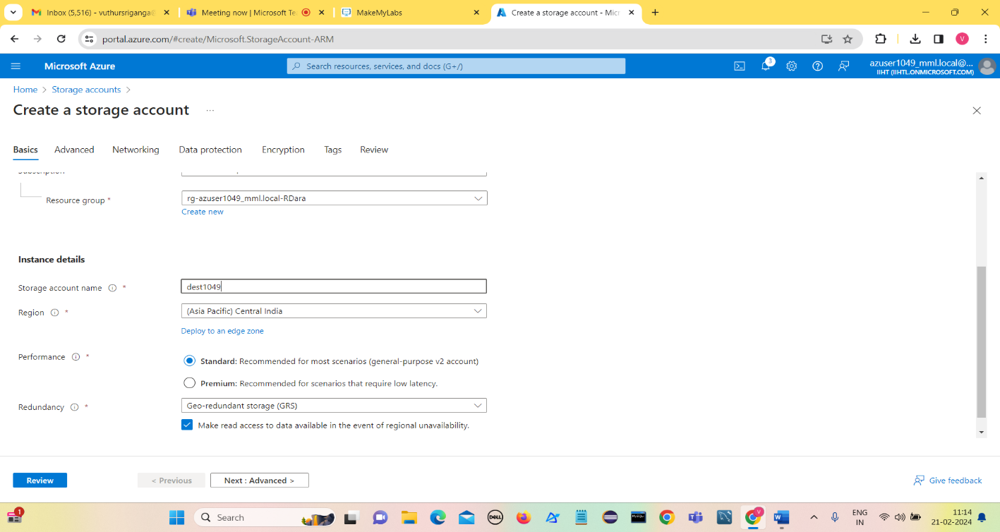 Inbox (5,516) - vuthursriganga@
Meeting now | Microsoft Te
MakeMyLabs
Create a storage account - Micr
portal.azure.com/#create/Microsoft.StorageAccount-ARM
V
Microsoft Azure
Search resources, services, and docs (G+/)
3
azuser1049_mml.local@...
IIHT (IIHTL.ONMICROSOFT.COM)
Home > Storage accounts >
Create a storage account ...
Basics Advanced Networking Data protection Encryption Tags Review
Subscription
Resource group * rg-azuser1049_mml.local-RDara
Create new
Instance details
Storage account name * dest1049
Region * (Asia Pacific) Central India
Deploy to an edge zone
Performance * Standard: Recommended for most scenarios (general-purpose v2 account)
Premium: Recommended for scenarios that require low latency.
Redundancy * Geo-redundant storage (GRS)
Make read access to data available in the event of regional unavailability.
Review < Previous Next : Advanced > Give feedback
1
Search
DELL
MySQL
V
W
ENG
IN
11:14
21-02-2024